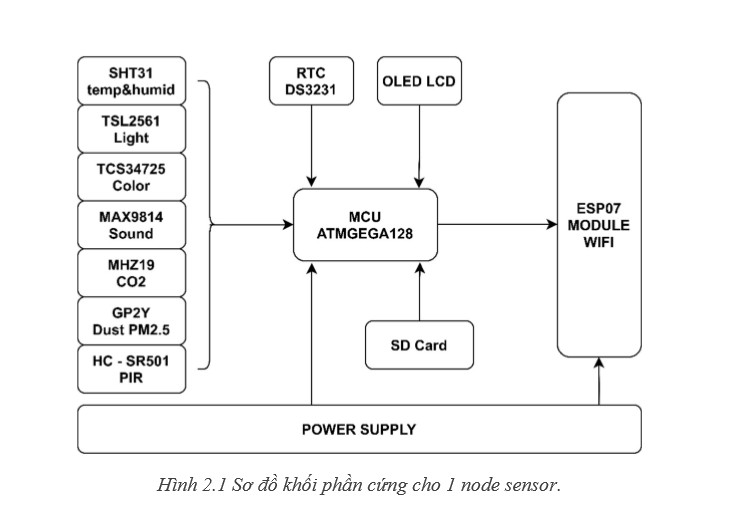 SHT31
temp&humid
TSL2561
Light
TCS34725
Color
MAX9814
Sound
MHZ19
CO2
GP2Y
Dust PM2.5
HC - SR501
PIR
RTC
DS3231
OLED LCD
MCU
ATMGEGA128
SD Card
ESP07
MODULE
WIFI
POWER SUPPLY
Hình 2.1 Sơ đồ khối phần cứng cho 1 node sensor.